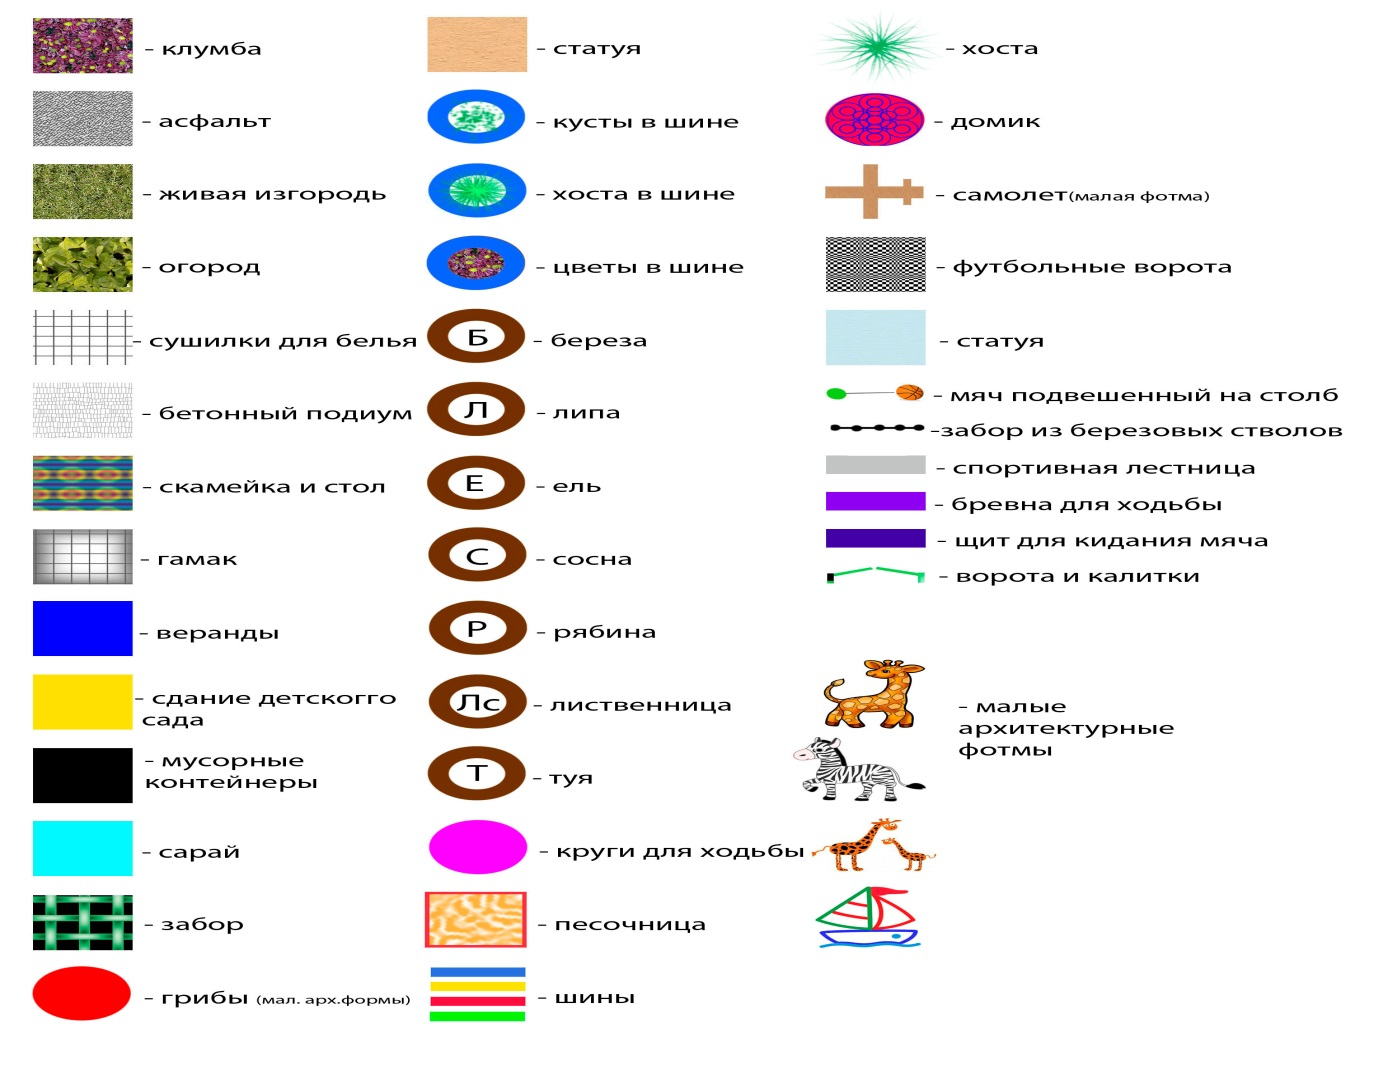 - клумба
- асфальт
- живая изгородь
- огород
- сушилки для белья
- бетонный подиум
- скамейка и стол
- гамак
- веранды
- сдание детскогго
сада
- мусорные
контейнеры
- сарай
- забор
- грибы (мал. арх.формы)
- статуя
- кусты в шине
- хоста в шине
- цветы в шине
Б - береза
Л - липа
Е - ель
С - сосна
Р - рябина
Лс - лиственница
Т - туя
- круги для ходьбы
- песочница
- шины
- хоста
- домик
- самолет(малая фотма)
- футбольные ворота
- статуя
- мяч подвешенный на столб
-забор из березовых стволов
- спортивная лестница
- бревна для ходьбы
- щит для кидания мяча
- ворота и калитки
- малые
архитектурные
фотмы